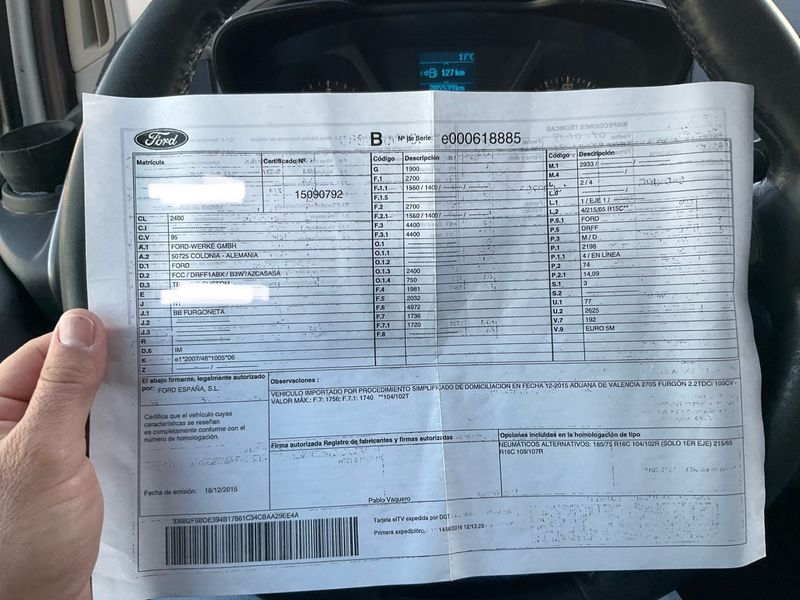 17°C
127km
Ford
B Nº de Serie: e000618885
Matrícula
Certificado Nº
15090792
CL 2400
C.I
C.V 95
A.1 FORD-WERKE GMBH
A.2 50725 COLONIA - ALEMANIA
D.1 FORD
D.2 FCC / DRFF1ABX / B3W7AZCASASA
D.3
E
J N1
J.1 BB FURGONETA
J.2
J.3
R
D.6 IM
K e1*2007/46*1005*06
Z
Código Descripción
G 1900
F.1 2700
F.1.1 1560 / 1400 /
F.1.5
F.2 2700
F.2.1 1560 / 1400 /
F.3 4400
F.3.1 4400
O.1
O.1.1
O.1.2
O.1.3 2400
O.1.4 750
F.4 1981
F.5 2032
F.6 4972
F.7 1736
F.7.1 1720
F.8
Código Descripción
M.1 2933 /
M.4
L. 2 / 4
L.0
L.1 1 / EJE 1 /
L.2 4/215/65 R15C**
P.5.1 FORD
P.5 DRFF
P.3 M / D
P.1 2198
P.1.1 4 / EN LÍNEA
P.2 74
P.2.1 14,09
S.1 3
S.2
U.1 77
U.2 2625
V.7 192
V.9 EURO 5M
El abajo firmante, legalmente autorizado
por: FORD ESPAÑA, S.L.
Certifica que el vehículo cuyas
características se reseñan
es completamente conforme con el
número de homologación.
Fecha de emisión: 18/12/2015
Observaciones :
VEHICULO IMPORTADO POR PROCEDIMIENTO SIMPLIFICADO DE DOMICILIACION EN FECHA 12-2015 ADUANA DE VALENCIA 270S FURGÓN 2.2TDCi 100CV -
VALOR MÁX.: F.7: 1756; F.7.1: 1740 **104/102T
Firma autorizada Registro de fabricantes y firmas autorizadas
Pablo Vaquero
Opciones incluidas en la homologación de tipo
NEUMÁTICOS ALTERNATIVOS: 185/75 R16C 104/102R (SOLO 1ER EJE) 215/65
R16C 109/107R
Tarjeta eITV expedida por DGT
Primera expedición: